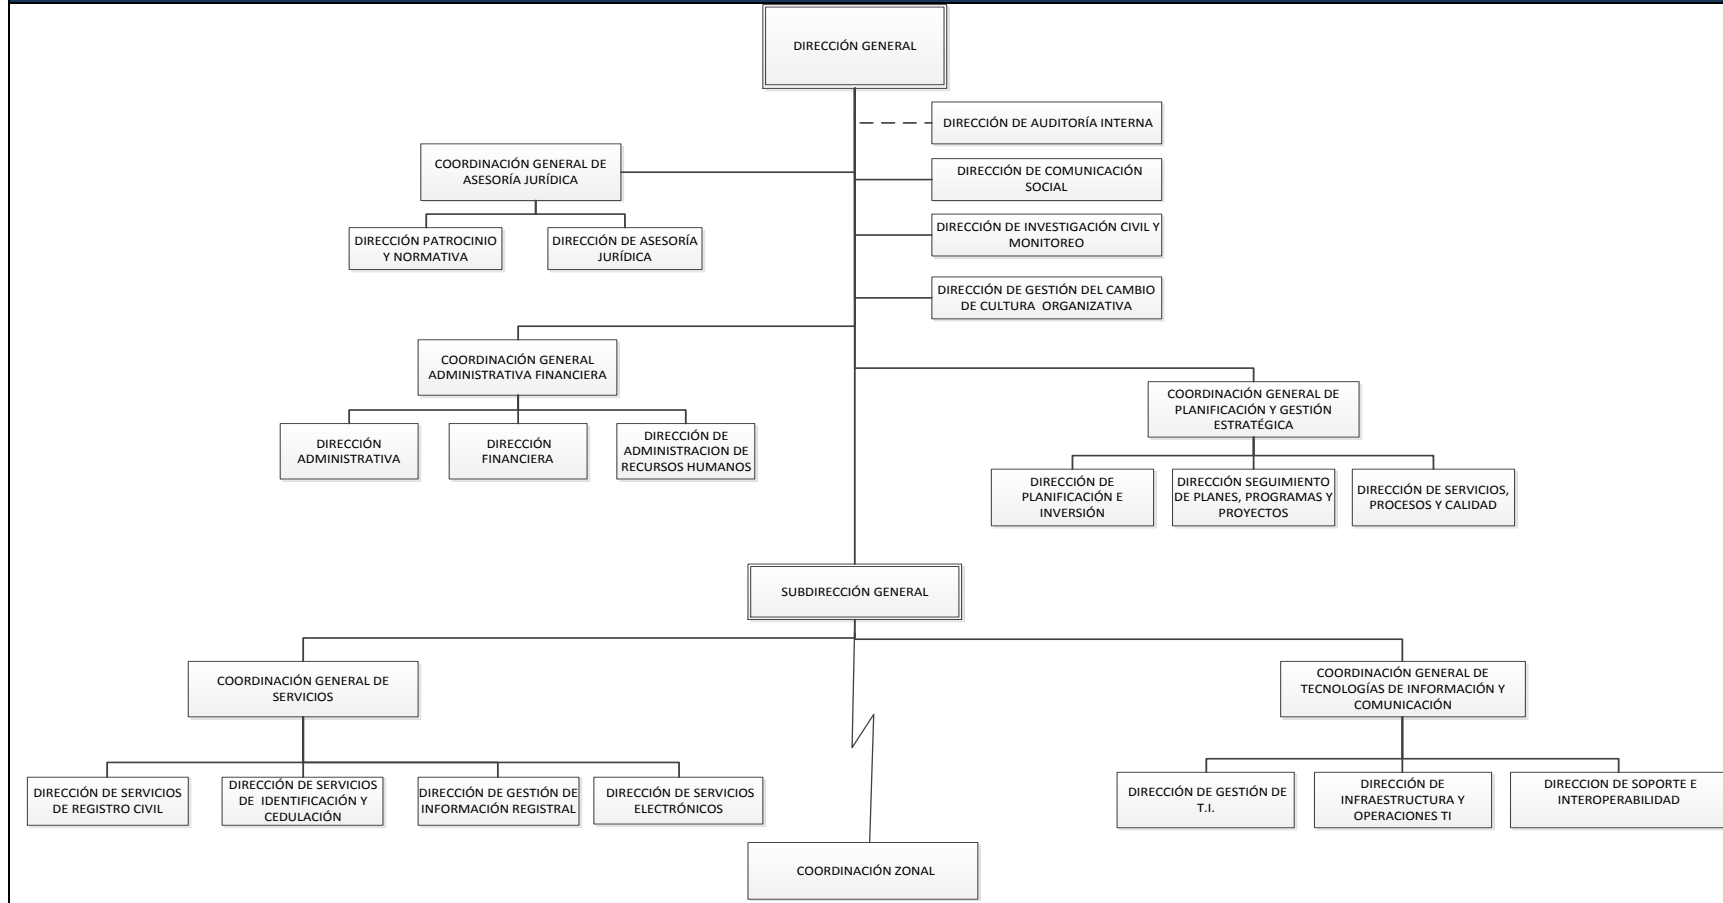 DIRECCIÓN GENERAL
DIRECCIÓN DE AUDITORÍA INTERNA
COORDINACIÓN GENERAL DE
ASESORÍA JURÍDICA
DIRECCIÓN DE COMUNICACIÓN
SOCIAL
DIRECCIÓN PATROCINIO
Y NORMATIVA
DIRECCIÓN DE ASESORÍA
JURÍDICA
DIRECCIÓN DE INVESTIGACIÓN CIVIL Y
MONITOREO
DIRECCIÓN DE GESTIÓN DEL CAMBIO
DE CULTURA  ORGANIZATIVA
COORDINACIÓN GENERAL
ADMINISTRATIVA FINANCIERA
COORDINACIÓN GENERAL DE
PLANIFICACIÓN Y GESTIÓN
ESTRATÉGICA
DIRECCIÓN
ADMINISTRATIVA
DIRECCIÓN
FINANCIERA
DIRECCIÓN DE
ADMINISTRACION DE
RECURSOS HUMANOS
DIRECCIÓN DE
PLANIFICACIÓN E
INVERSIÓN
DIRECCIÓN SEGUIMIENTO
DE PLANES, PROGRAMAS Y
PROYECTOS
DIRECCIÓN DE SERVICIOS,
PROCESOS Y CALIDAD
SUBDIRECCIÓN GENERAL
COORDINACIÓN GENERAL DE
SERVICIOS
COORDINACIÓN GENERAL DE
TECNOLOGÍAS DE INFORMACIÓN Y
COMUNICACIÓN
DIRECCIÓN DE SERVICIOS
DE REGISTRO CIVIL
DIRECCIÓN DE SERVICIOS
DE  IDENTIFICACIÓN Y
CEDULACIÓN
DIRECCIÓN DE GESTIÓN DE
INFORMACIÓN REGISTRAL
DIRECCIÓN DE SERVICIOS
ELECTRÓNICOS
DIRECCIÓN DE GESTIÓN DE
T.I.
DIRECCIÓN DE
INFRAESTRUCTURA Y
OPERACIONES TI
DIRECCION DE SOPORTE E
INTEROPERABILIDAD
COORDINACIÓN ZONAL